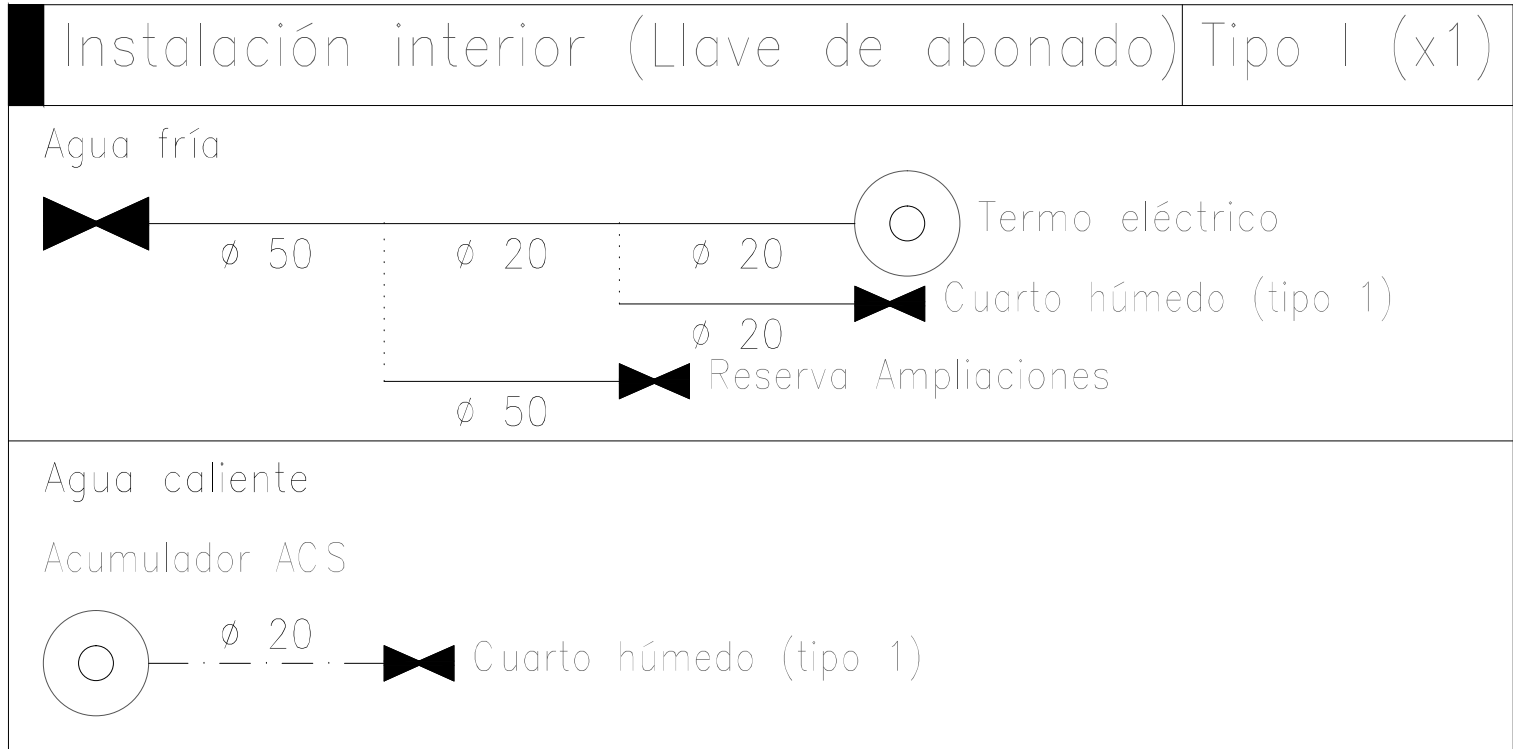 Instalación interior (Llave de abonado) Tipo I (x1)
Agua fría
Termo eléctrico
ϕ 50 ϕ 20 ϕ 20
Cuarto húmedo (tipo 1)
ϕ 20
Reserva Ampliaciones
ϕ 50
Agua caliente
Acumulador ACS
ϕ 20
Cuarto húmedo (tipo 1)